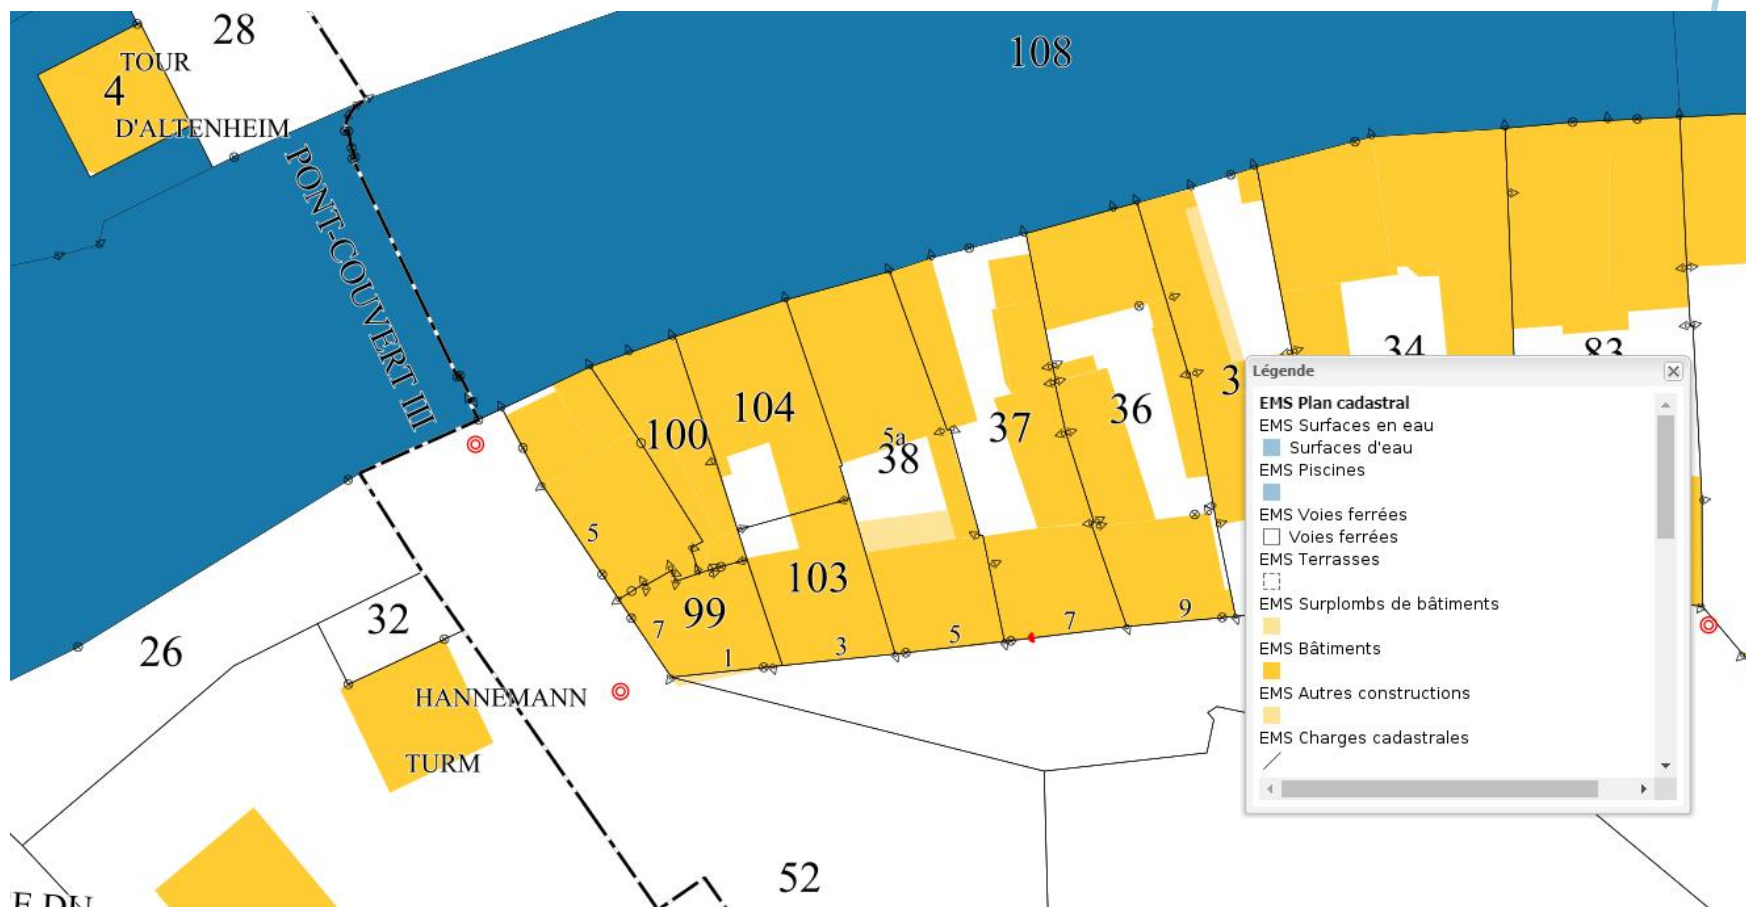 28
108
TOUR
4
D'ALTENHEIM
PONT-COUVERT III
34
83
3
104
100
36
37
5a
38
5
103
99
7
1
3
5
7
9
32
26
HANNEMANN
TURM
52
E DU
Légende
EMS Plan cadastral
EMS Surfaces en eau
Surfaces d'eau
EMS Piscines
EMS Voies ferrées
Voies ferrées
EMS Terrasses
EMS Surplombs de bâtiments
EMS Bâtiments
EMS Autres constructions
EMS Charges cadastrales